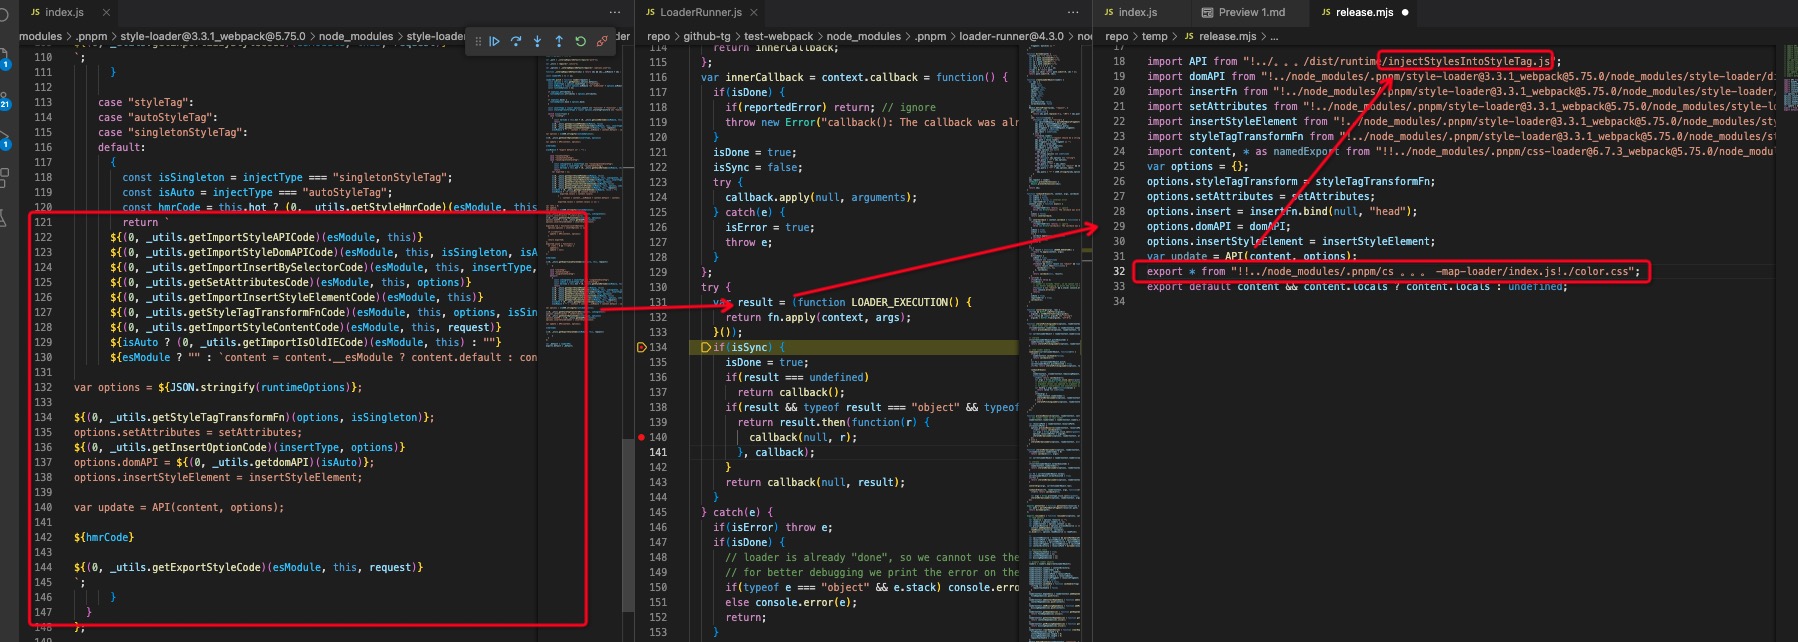 JS index.js
modules > .pnpm > style-loader@3.3.1_webpack@5.75.0 > node_modules > style-loader
110 `;
111 }
112
113 case "styleTag":
114 case "autoStyleTag":
115 case "singletonStyleTag":
116 default:
117 {
118 const isSingleton = injectType === "singletonStyleTag";
119 const isAuto = injectType === "autoStyleTag";
120 const hmrCode = this.hot ? (0, _utils.getStyleHmrCode)(esModule, this
121 return `
122 ${(0, _utils.getImportStyleAPICode)(esModule, this)}
123 ${(0, _utils.getImportStyleDomAPICode)(esModule, this, isSingleton, isA
124 ${(0, _utils.getImportInsertBySelectorCode)(esModule, this, insertType,
125 ${(0, _utils.getSetAttributesCode)(esModule, this, options)}
126 ${(0, _utils.getImportInsertStyleElementCode)(esModule, this)}
127 ${(0, _utils.getStyleTagTransformFnCode)(esModule, this, options, isSin
128 ${(0, _utils.getImportStyleContentCode)(esModule, this, request)}
129 ${isAuto ? (0, _utils.getImportIsOldIECode)(esModule, this) : ""}
130 ${esModule ? "" : `content = content.__esModule ? content.default : con
131
132 var options = ${JSON.stringify(runtimeOptions)};
133
134 ${(0, _utils.getStyleTagTransformFn)(options, isSingleton)};
135 options.setAttributes = setAttributes;
136 ${(0, _utils.getInsertOptionCode)(insertType, options)}
137 options.domAPI = ${(0, _utils.getdomAPI)(isAuto)};
138 options.insertStyleElement = insertStyleElement;
139
140 var update = API(content, options);
141
142 ${hmrCode}
143
144 ${(0, _utils.getExportStyleCode)(esModule, this, request)}
145 `;
146 }
147 }
148 };
149
1
21
1
JS LoaderRunner.js
repo > github-tg > test-webpack > node_modules > .pnpm > loader-runner@4.3.0 > noc
114 return innerCallback;
115 };
116 var innerCallback = context.callback = function() {
117 if(isDone) {
118 if(reportedError) return; // ignore
119 throw new Error("callback(): The callback was alr
120 }
121 isDone = true;
122 isSync = false;
123 try {
124 callback.apply(null, arguments);
125 } catch(e) {
126 isError = true;
127 throw e;
128 }
129 };
130 try {
131 var result = (function LOADER_EXECUTION() {
132 return fn.apply(context, args);
133 }());
134 if(isSync) {
135 isDone = true;
136 if(result === undefined)
137 return callback();
138 if(result && typeof result === "object" && typeof
139 return result.then(function(r) {
140 callback(null, r);
141 }, callback);
142 }
143 return callback(null, result);
144 }
145 } catch(e) {
146 if(isError) throw e;
147 if(isDone) {
148 // loader is already "done", so we cannot use the
149 // for better debugging we print the error on the
150 if(typeof e === "object" && e.stack) console.erro
151 else console.error(e);
152 return;
153 }
JS index.js Preview 1.md JS release.mjs
repo > temp > JS release.mjs > ...
17
18 import API from "!../。。。/dist/runtime/injectStylesIntoStyleTag.js";
19 import domAPI from "!../node_modules/.pnpm/style-loader@3.3.1_webpack@5.75.0/node_modules/style-loader/di
20 import insertFn from "!../node_modules/.pnpm/style-loader@3.3.1_webpack@5.75.0/node_modules/style-loader/
21 import setAttributes from "!../node_modules/.pnpm/style-loader@3.3.1_webpack@5.75.0/node_modules/style-lo
22 import insertStyleElement from "!../node_modules/.pnpm/style-loader@3.3.1_webpack@5.75.0/node_modules/sty
23 import styleTagTransformFn from "!../node_modules/.pnpm/style-loader@3.3.1_webpack@5.75.0/node_modules/st
24 import content, * as namedExport from "!!../node_modules/.pnpm/css-loader@6.7.3_webpack@5.75.0/node_modu
25 var options = {};
26 options.styleTagTransform = styleTagTransformFn;
27 options.setAttributes = setAttributes;
28 options.insert = insertFn.bind(null, "head");
29 options.domAPI = domAPI;
30 options.insertStyleElement = insertStyleElement;
31 var update = API(content, options);
32 export * from "!!../node_modules/.pnpm/cs 。。。 -map-loader/index.js!./color.css";
33 export default content && content.locals ? content.locals : undefined;
34